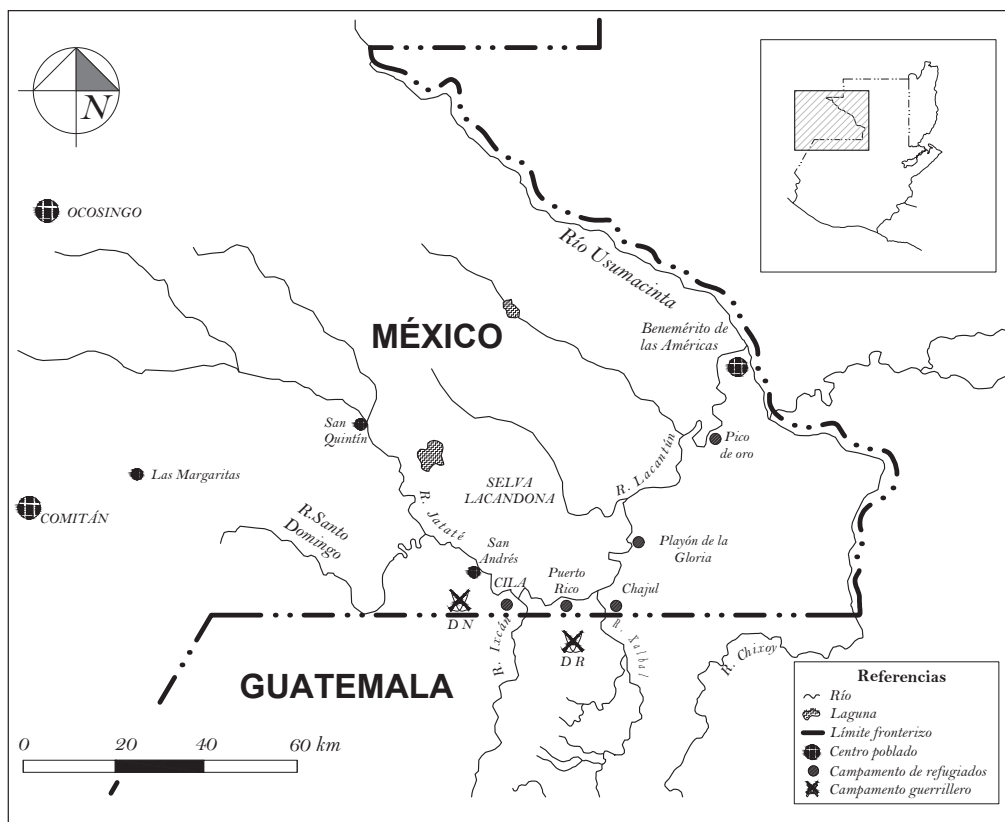 N
OCOSINGO
Río Usumacinta
MÉXICO
Benemérito de
las Américas
San
Quintín
Pico
de oro
Las Margaritas
R. Lacantún
SELVA
LACANDONA
COMITÁN
R.Santo
Domingo
R. Jataté
San
Andrés
Playón de la
Gloria
CILA
Puerto
Rico
Chajul
D N
R. Ixcán
D R
R. Xalbal
R. Chixoy
GUATEMALA
0 20 40 60 km
Referencias
Río
Laguna
Límite fronterizo
Centro poblado
Campamento de refugiados
Campamento guerrillero